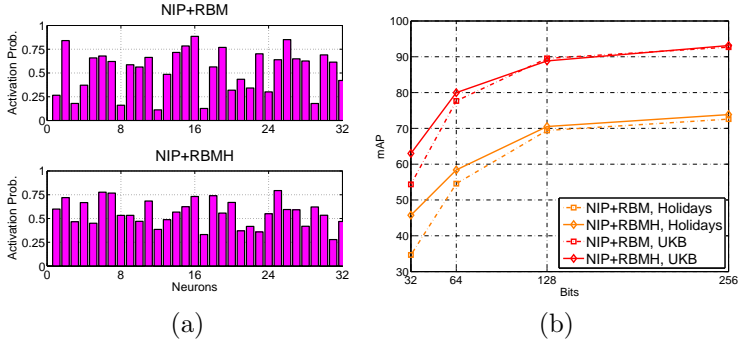 NIP+RBM
Activation Prob.
1
0.75
0.5
0.25
0
0 8 16 24 32
NIP+RBMH
Activation Prob.
1
0.75
0.5
0.25
0
0 8 16 24 32
Neurons
(a)
mAP
100
90
80
70
60
50
40
30
32 64 128 256
Bits
NIP+RBM, Holidays
NIP+RBMH, Holidays
NIP+RBM, UKB
NIP+RBMH, UKB
(b)